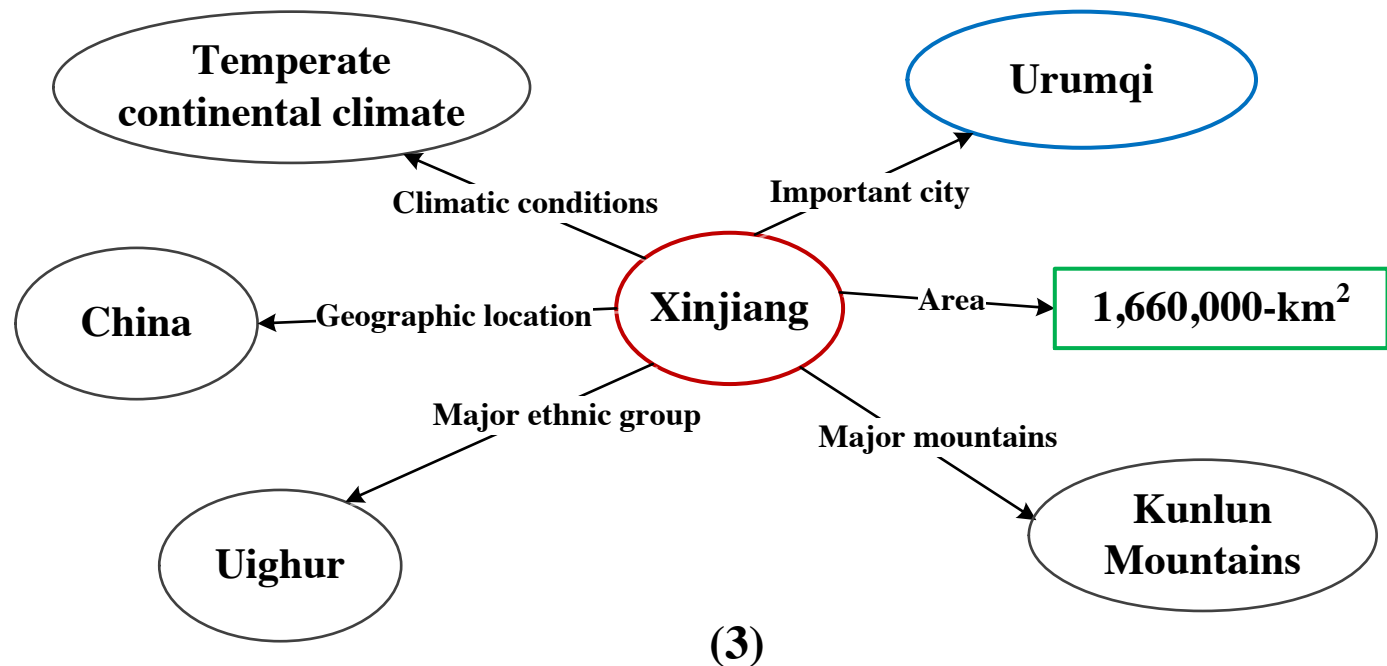 Temperate
continental climate
Urumqi
Climatic conditions
Important city
China
Geographic location
Xinjiang
Area
1,660,000-km²
Major ethnic group
Major mountains
Uighur
Kunlun
Mountains
(3)